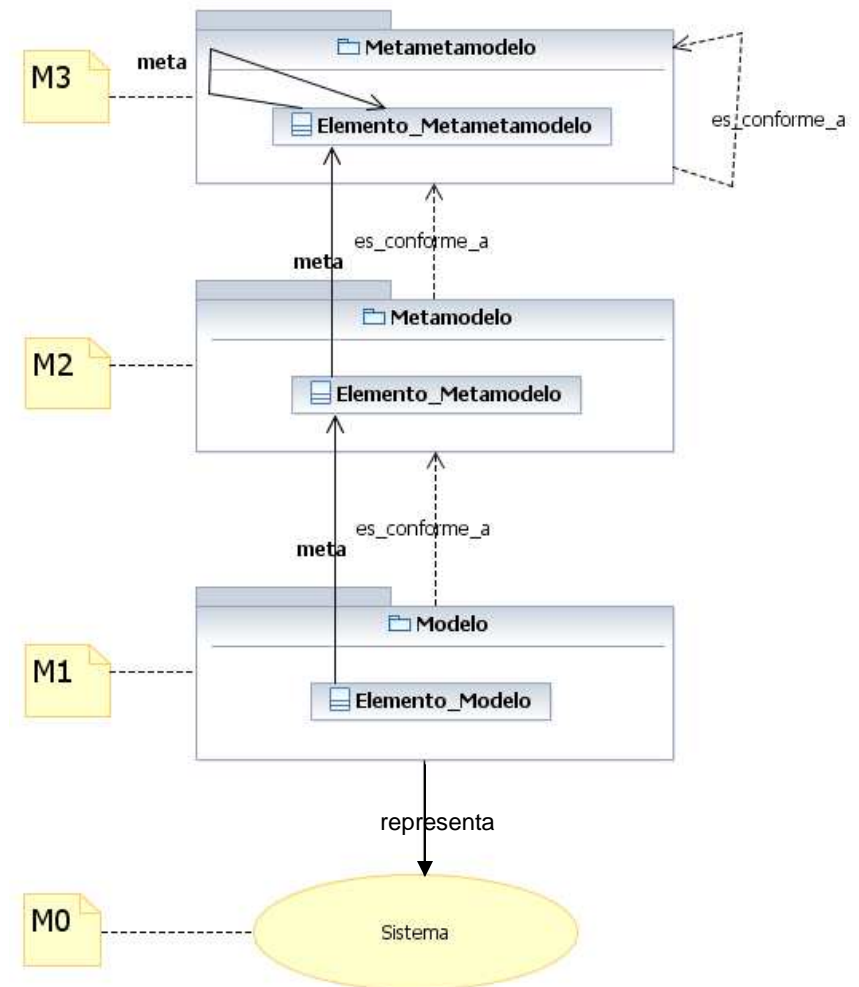 Metametamodelo
M3
meta
Elemento_Metametamodelo
es_conforme_a
es_conforme_a
meta
Metamodelo
M2
Elemento_Metamodelo
es_conforme_a
meta
Modelo
M1
Elemento_Modelo
representa
M0
Sistema